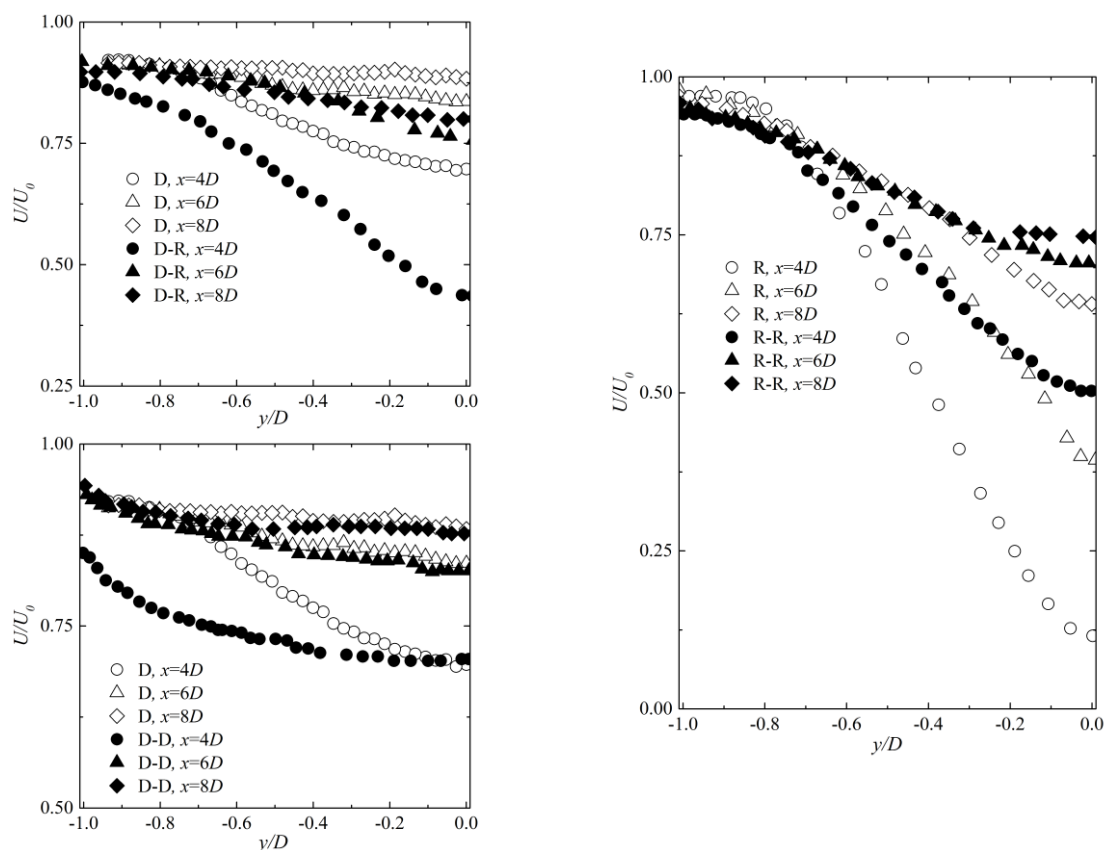 1.00
0.75
0.50
0.25
U/U0
-1.0 -0.8 -0.6 -0.4 -0.2 0.0
y/D
D, x=4D
D, x=6D
D, x=8D
D-R, x=4D
D-R, x=6D
D-R, x=8D
1.00
0.75
0.50
U/U0
-1.0 -0.8 -0.6 -0.4 -0.2 0.0
y/D
D, x=4D
D, x=6D
D, x=8D
D-D, x=4D
D-D, x=6D
D-D, x=8D
1.00
0.75
0.50
0.25
0.00
U/U0
-1.0 -0.8 -0.6 -0.4 -0.2 0.0
y/D
R, x=4D
R, x=6D
R, x=8D
R-R, x=4D
R-R, x=6D
R-R, x=8D